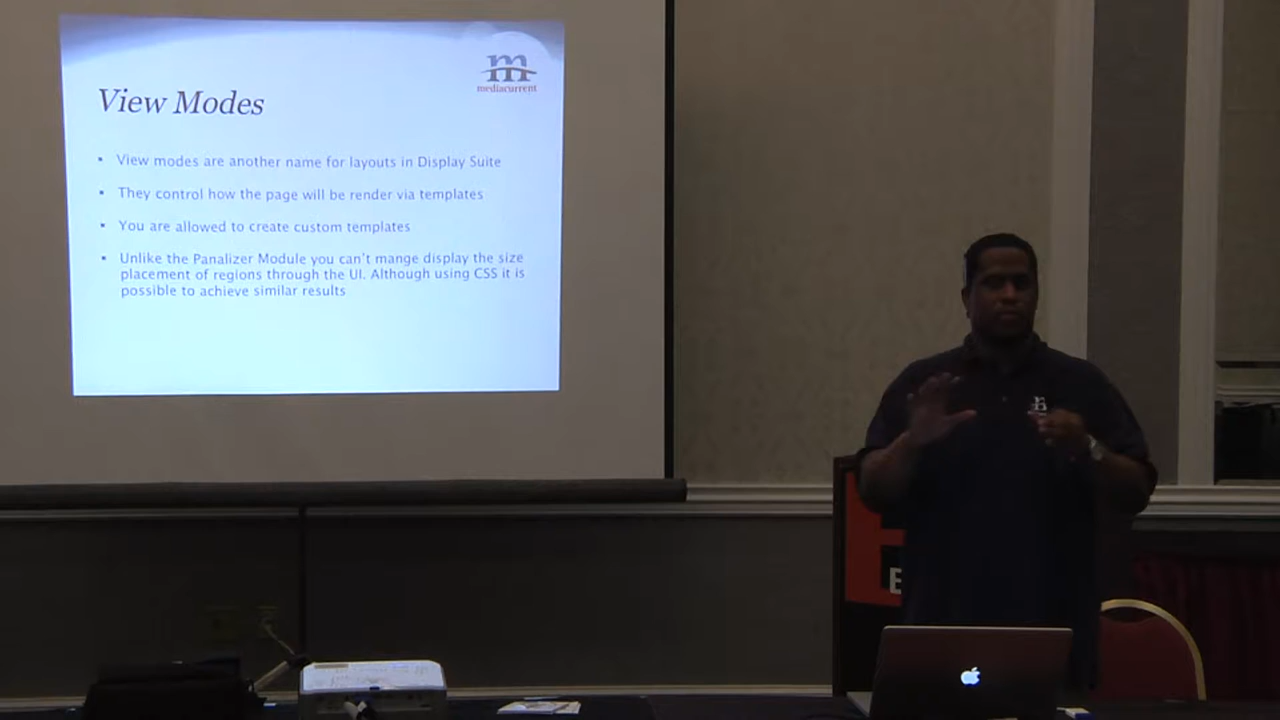 m
mediacurrent
View Modes
▪ View modes are another name for layouts in Display Suite
▪ They control how the page will be render via templates
▪ You are allowed to create custom templates
▪ Unlike the Panalizer Module you can't mange display the size
placement of regions through the UI. Although using CSS it is
possible to achieve similar results